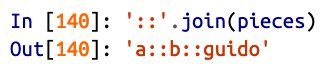 In [140]: '::'.join(pieces)
Out[140]: 'a::b::guido'